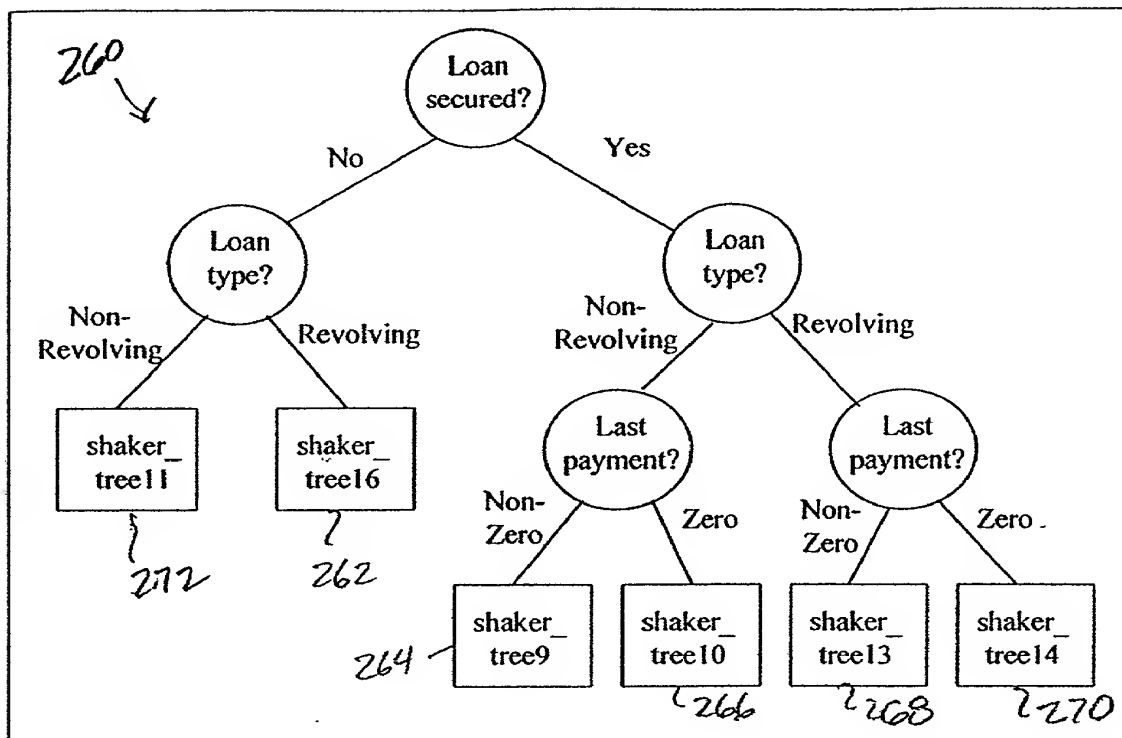 260
Loan
secured?
No
Yes
Loan
type?
Loan
type?
Non-
Revolving
Revolving
Non-
Revolving
Revolving
shaker_
tree11
shaker_
tree16
Last
payment?
Last
payment?
272
262
Non-
Zero
Zero
Non-
Zero
Zero
264
shaker_
tree9
shaker_
tree10
shaker_
tree13
shaker_
tree14
266
268
270